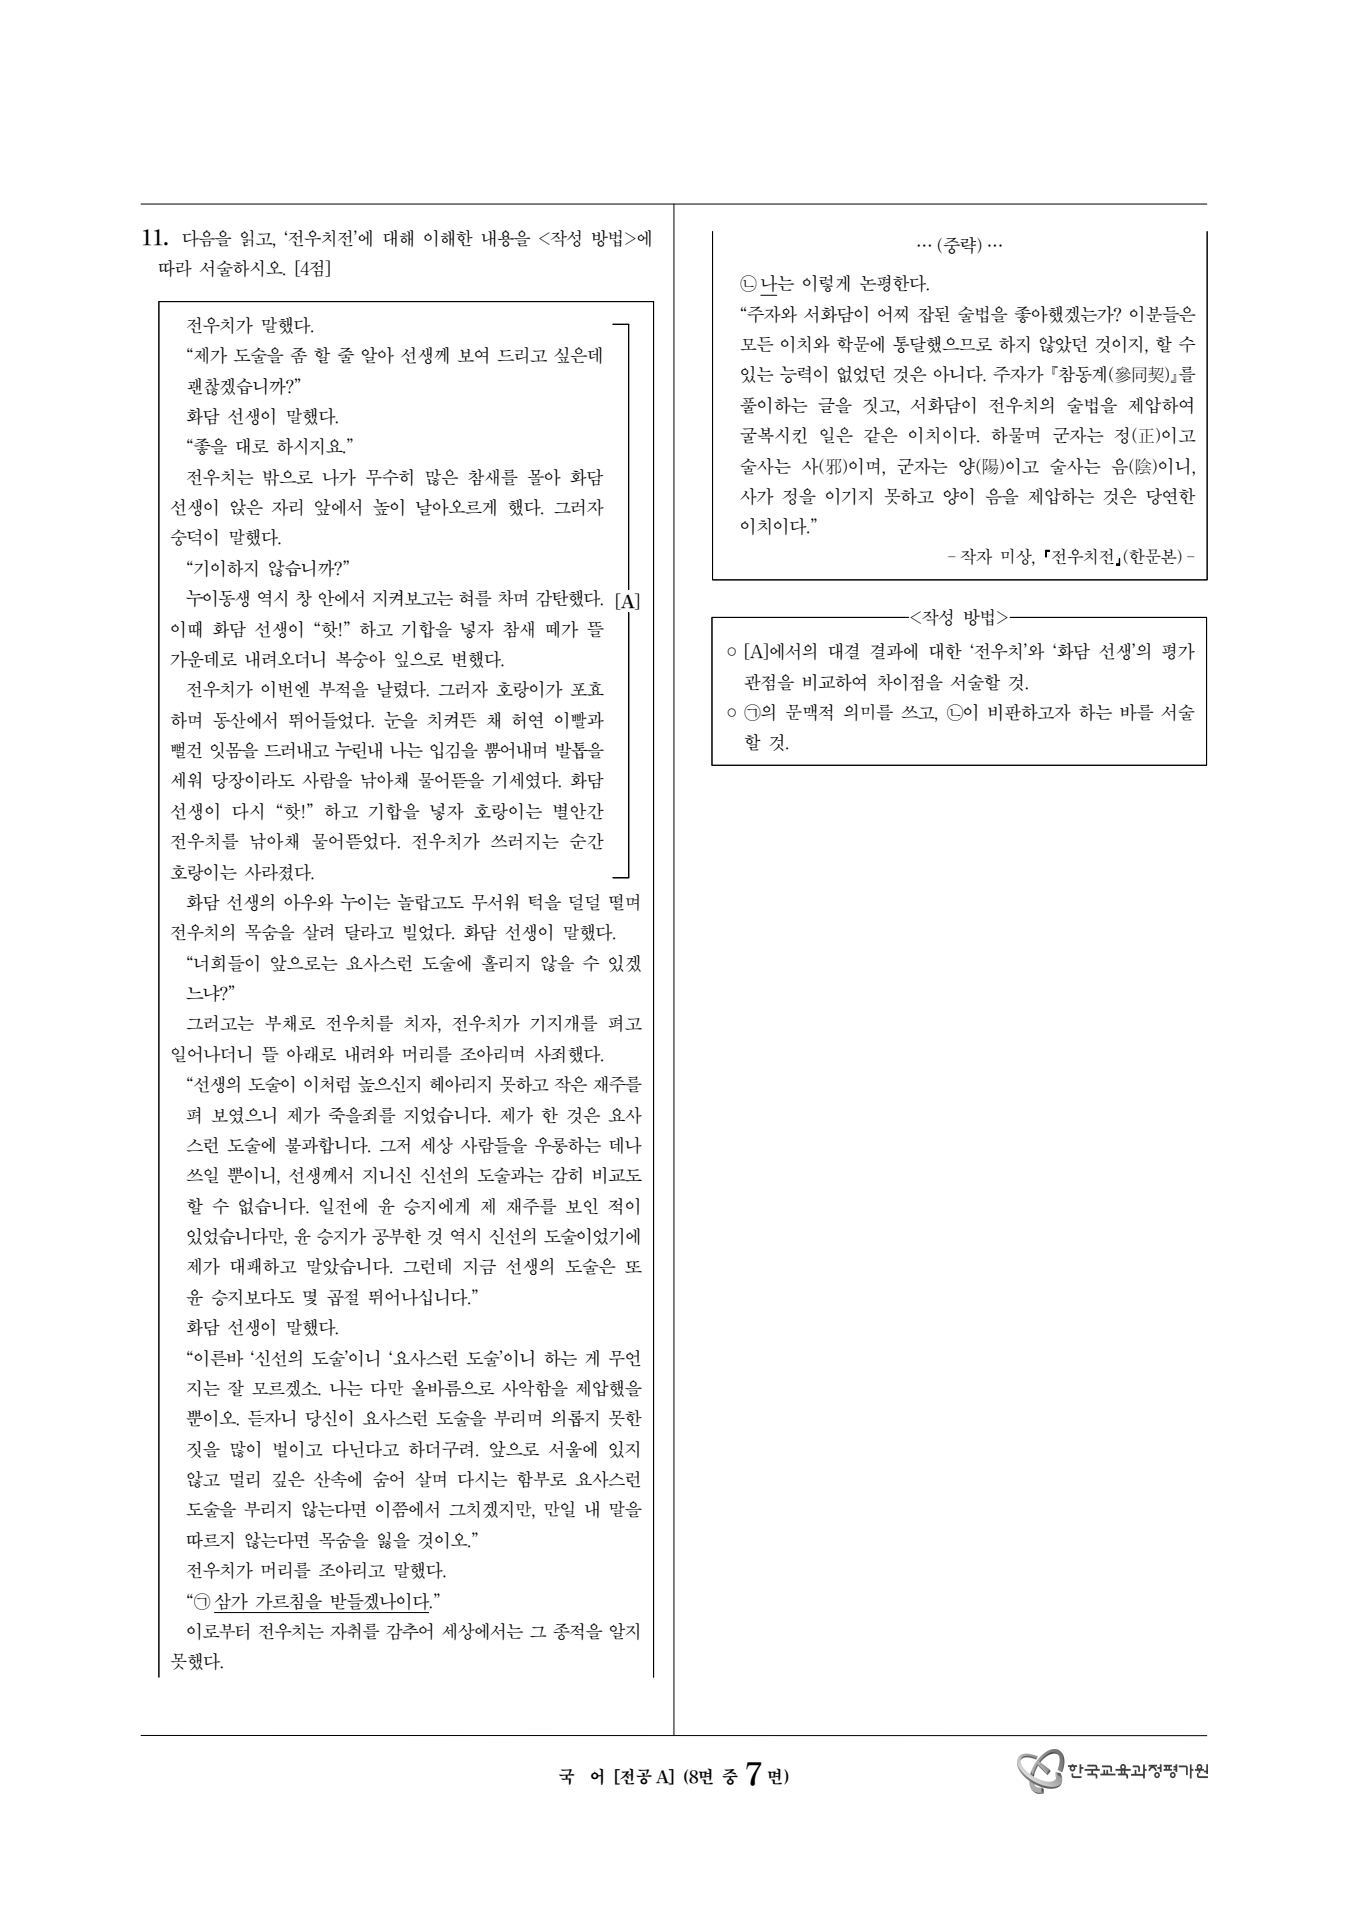 11. 다음을 읽고, ‘전우치전’에 대해 이해한 내용을 <작성 방법>에
따라 서술하시오. [4점]
전우치가 말했다.
“제가 도술을 좀 할 줄 알아 선생께 보여 드리고 싶은데
괜찮겠습니까?”
화담 선생이 말했다.
“좋을 대로 하시지요.”
전우치는 밖으로 나가 무수히 많은 참새를 몰아 화담
선생이 앉은 자리 앞에서 높이 날아오르게 했다. 그러자
숭덕이 말했다.
“기이하지 않습니까?”
누이동생 역시 창 안에서 지켜보고는 혀를 차며 감탄했다. [A]
이때 화담 선생이 “핫!” 하고 기합을 넣자 참새 떼가 뜰
가운데로 내려오더니 복숭아 잎으로 변했다.
전우치가 이번엔 부적을 날렸다. 그러자 호랑이가 포효
하며 동산에서 뛰어들었다. 눈을 치켜뜬 채 허연 이빨과
뻘건 잇몸을 드러내고 누린내 나는 입김을 뿜어내며 발톱을
세워 당장이라도 사람을 낚아채 물어뜯을 기세였다. 화담
선생이 다시 “핫!” 하고 기합을 넣자 호랑이는 별안간
전우치를 낚아채 물어뜯었다. 전우치가 쓰러지는 순간
호랑이는 사라졌다.
화담 선생의 아우와 누이는 놀랍고도 무서워 턱을 덜덜 떨며
전우치의 목숨을 살려 달라고 빌었다. 화담 선생이 말했다.
“너희들이 앞으로는 요사스런 도술에 홀리지 않을 수 있겠
느냐?”
그러고는 부채로 전우치를 치자, 전우치가 기지개를 펴고
일어나더니 뜰 아래로 내려와 머리를 조아리며 사죄했다.
“선생의 도술이 이처럼 높으신지 헤아리지 못하고 작은 재주를
펴 보였으니 제가 죽을죄를 지었습니다. 제가 한 것은 요사
스런 도술에 불과합니다. 그저 세상 사람들을 우롱하는 데나
쓰일 뿐이니, 선생께서 지니신 신선의 도술과는 감히 비교도
할 수 없습니다. 일전에 윤 승지에게 제 재주를 보인 적이
있었습니다만, 윤 승지가 공부한 것 역시 신선의 도술이었기에
제가 대패하고 말았습니다. 그런데 지금 선생의 도술은 또
윤 승지보다도 몇 곱절 뛰어나십니다.”
화담 선생이 말했다.
“이른바 ‘신선의 도술’이니 ‘요사스런 도술’이니 하는 게 무언
지는 잘 모르겠소. 나는 다만 올바름으로 사악함을 제압했을
뿐이오. 듣자니 당신이 요사스런 도술을 부리며 의롭지 못한
짓을 많이 벌이고 다닌다고 하더구려. 앞으로 서울에 있지
않고 멀리 깊은 산속에 숨어 살며 다시는 함부로 요사스런
도술을 부리지 않는다면 이쯤에서 그치겠지만, 만일 내 말을
따르지 않는다면 목숨을 잃을 것이오.”
전우치가 머리를 조아리고 말했다.
“㉠삼가 가르침을 받들겠나이다.”
이로부터 전우치는 자취를 감추어 세상에서는 그 종적을 알지
못했다.
… (중략) …
㉡나는 이렇게 논평한다.
“주자와 서화담이 어찌 잡된 술법을 좋아했겠는가? 이분들은
모든 이치와 학문에 통달했으므로 하지 않았던 것이지, 할 수
있는 능력이 없었던 것은 아니다. 주자가 『참동계(參同契)』를
풀이하는 글을 짓고, 서화담이 전우치의 술법을 제압하여
굴복시킨 일은 같은 이치이다. 하물며 군자는 정(正)이고
술사는 사(邪)이며, 군자는 양(陽)이고 술사는 음(陰)이니,
사가 정을 이기지 못하고 양이 음을 제압하는 것은 당연한
이치이다.”
- 작자 미상, 『전우치전』(한문본) -
<작성 방법>
○ [A]에서의 대결 결과에 대한 ‘전우치’와 ‘화담 선생’의 평가
관점을 비교하여 차이점을 서술할 것.
○ ㉠의 문맥적 의미를 쓰고, ㉡이 비판하고자 하는 바를 서술
할 것.
국 어 [전공 A] (8면 중 7 면)
한국교육과정평가원